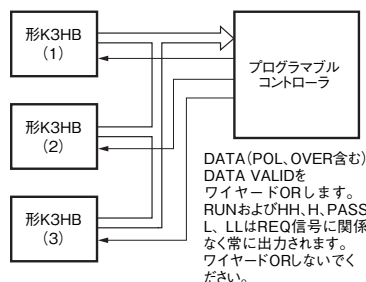 形K3HB
(1)
形K3HB
(2)
形K3HB
(3)
プログラマブル
コントローラ
DATA(POL、OVER含む)
DATA VALIDを
ワイヤードORします。
RUNおよびHH、H、PASS
L、LLはREQ信号に関係
なく常に出力されます。
ワイヤードORしないでく
ださい。